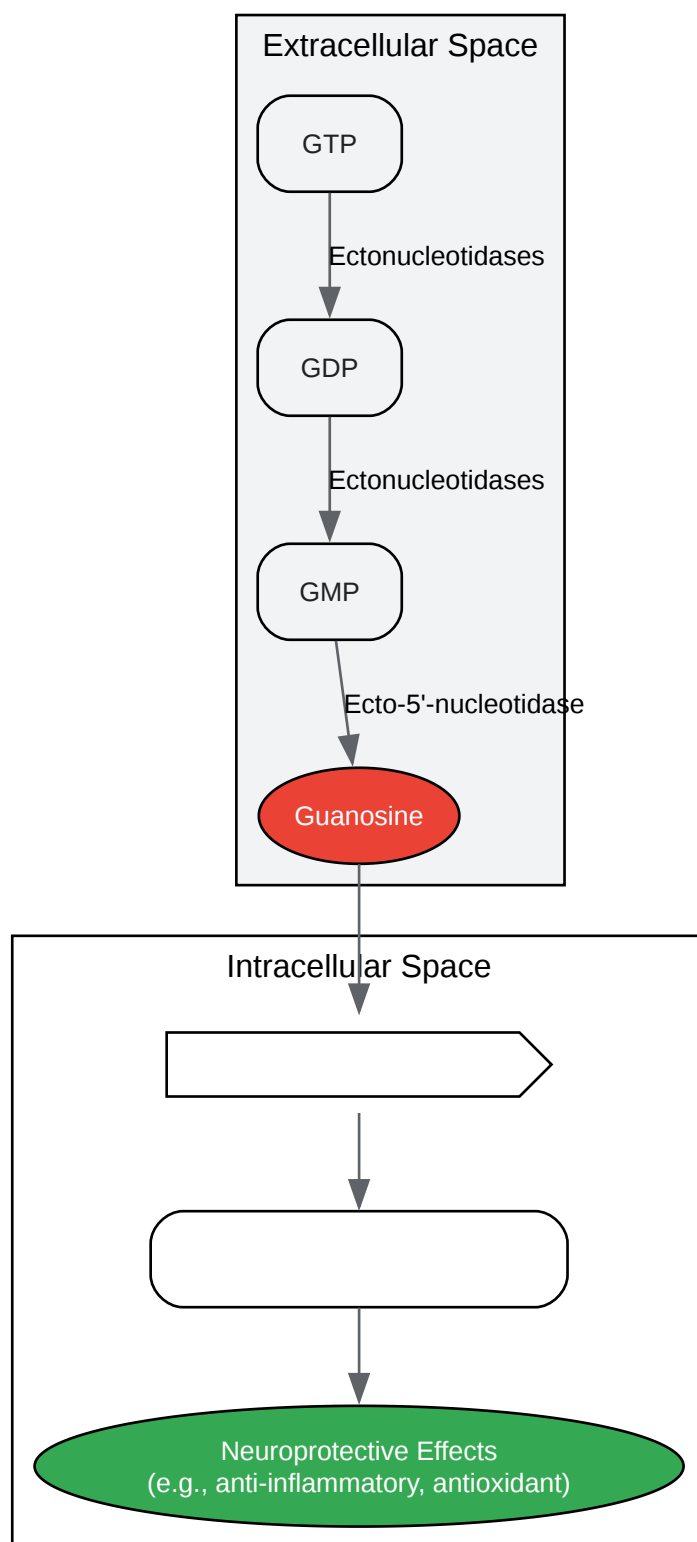 Extracellular Space
GTP
Ectonucleotidases
GDP
Ectonucleotidases
GMP
Ecto-5'-nucleotidase
Guanosine
Intracellular Space
Neuroprotective Effects
(e.g., anti-inflammatory, antioxidant)